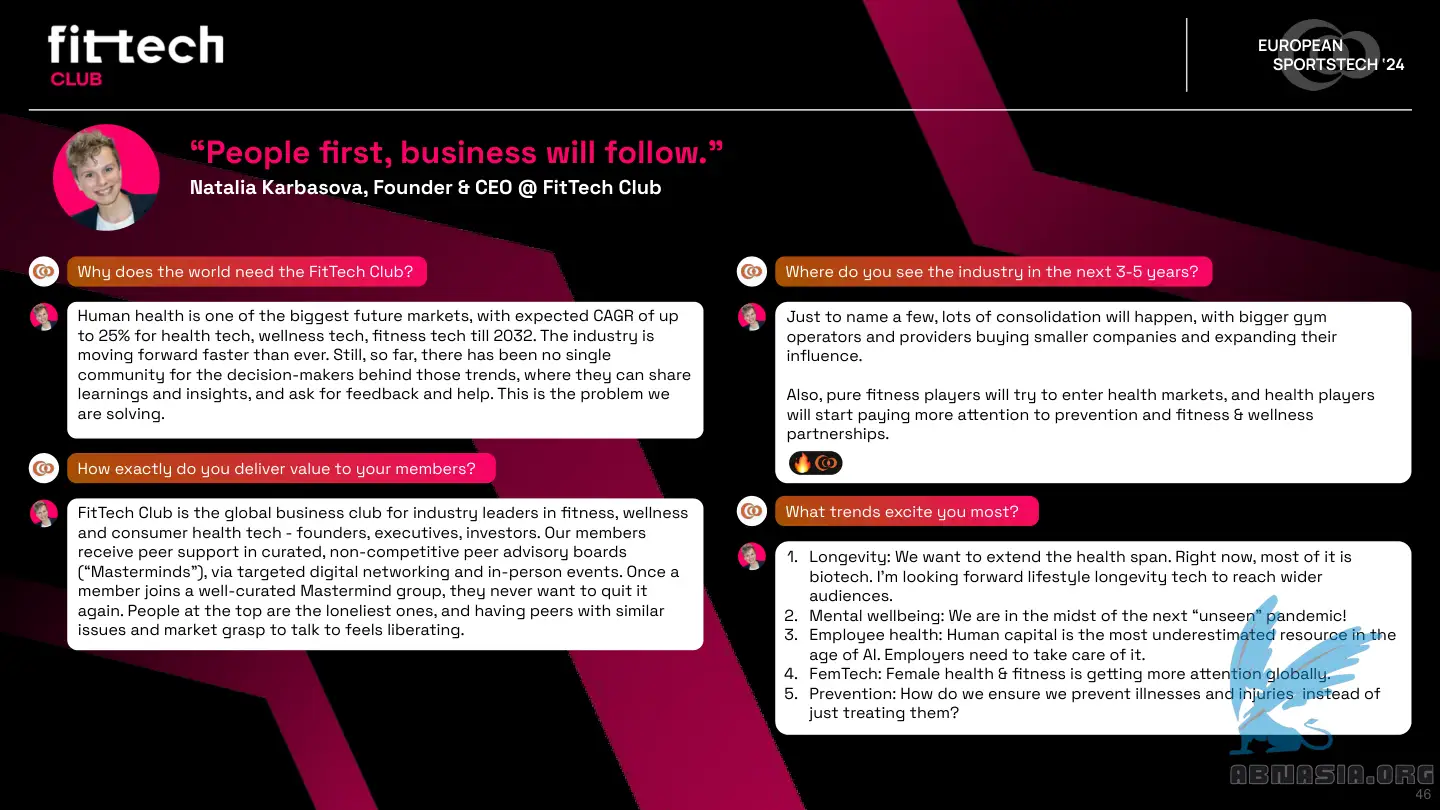 fittech
CLUB
EUROPEAN
SPORTSTECH ‘24
“People first, business will follow.”
Natalia Karbasova, Founder & CEO @ FitTech Club
Why does the world need the FitTech Club?
Human health is one of the biggest future markets, with expected CAGR of up
to 25% for health tech, wellness tech, fitness tech till 2032. The industry is
moving forward faster than ever. Still, so far, there has been no single
community for the decision-makers behind those trends, where they can share
learnings and insights, and ask for feedback and help. This is the problem we
are solving.
How exactly do you deliver value to your members?
FitTech Club is the global business club for industry leaders in fitness, wellness
and consumer health tech - founders, executives, investors. Our members
receive peer support in curated, non-competitive peer advisory boards
(“Masterminds”), via targeted digital networking and in-person events. Once a
member joins a well-curated Mastermind group, they never want to quit it
again. People at the top are the loneliest ones, and having peers with similar
issues and market grasp to talk to feels liberating.
Where do you see the industry in the next 3-5 years?
Just to name a few, lots of consolidation will happen, with bigger gym
operators and providers buying smaller companies and expanding their
influence.
Also, pure fitness players will try to enter health markets, and health players
will start paying more attention to prevention and fitness & wellness
partnerships.
What trends excite you most?
1. Longevity: We want to extend the health span. Right now, most of it is
biotech. I’m looking forward lifestyle longevity tech to reach wider
audiences.
2. Mental wellbeing: We are in the midst of the next “unseen” pandemic!
3. Employee health: Human capital is the most underestimated resource in the
age of AI. Employers need to take care of it.
4. FemTech: Female health & fitness is getting more attention globally.
5. Prevention: How do we ensure we prevent illnesses and injuries instead of
just treating them?
ABNASIA.ORG
46